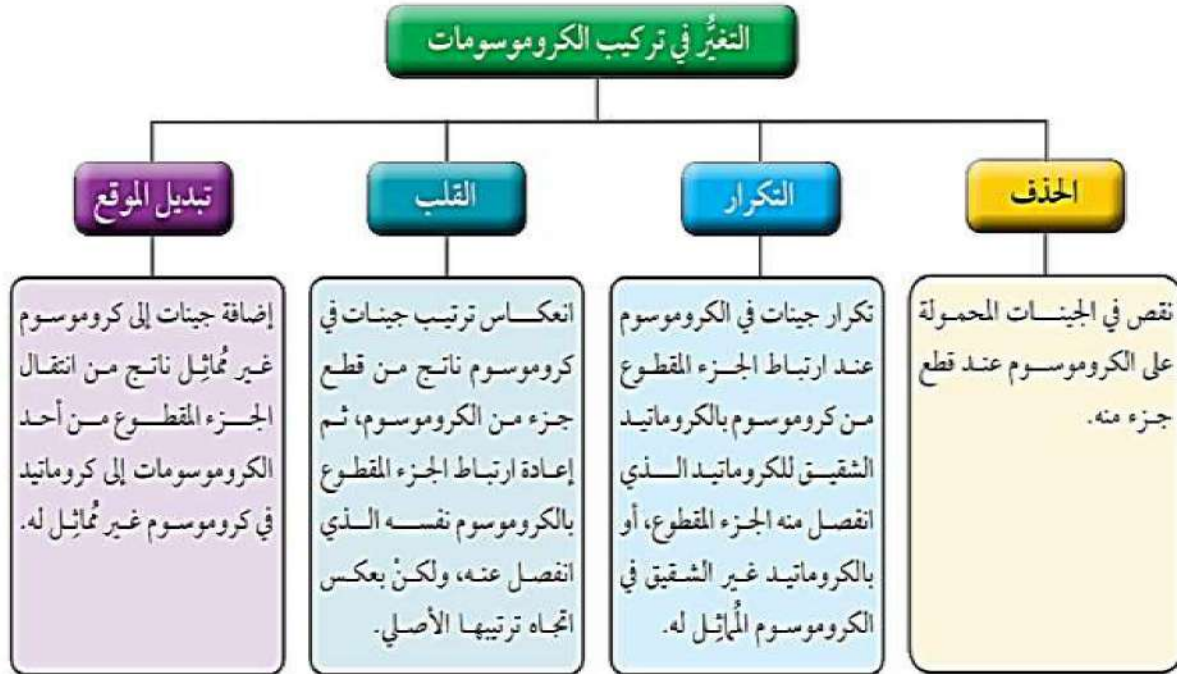 التغيُّر في تركيب الكروموسومات
الحذف
نقص في الجينات المحمولة
على الكروموسوم عند قطع
جزء منه.
التكرار
تكرار جينات في الكروموسوم
عند ارتباط الجزء المقطوع
من كروموسوم بالكروماتيد
الشقيق للكروماتيد الذي
انفصل منه الجزء المقطوع، أو
بالكروماتيد غير الشقيق في
الكروموسوم المُماثِل له.
القلب
انعكاس ترتيب جينات في
كروموسوم ناتج من قطع
جزء من الكروموسوم، ثم
إعادة ارتباط الجزء المقطوع
بالكروموسوم نفسه الذي
انفصل عنه، ولكنْ بعكس
اتجاه ترتيبها الأصلي.
تبديل الموقع
إضافة جينات إلى كروموسوم
غير مُماثِل ناتج من انتقال
الجزء المقطوع من أحد
الكروموسومات إلى كروماتيد
في كروموسوم غير مُماثِل له.